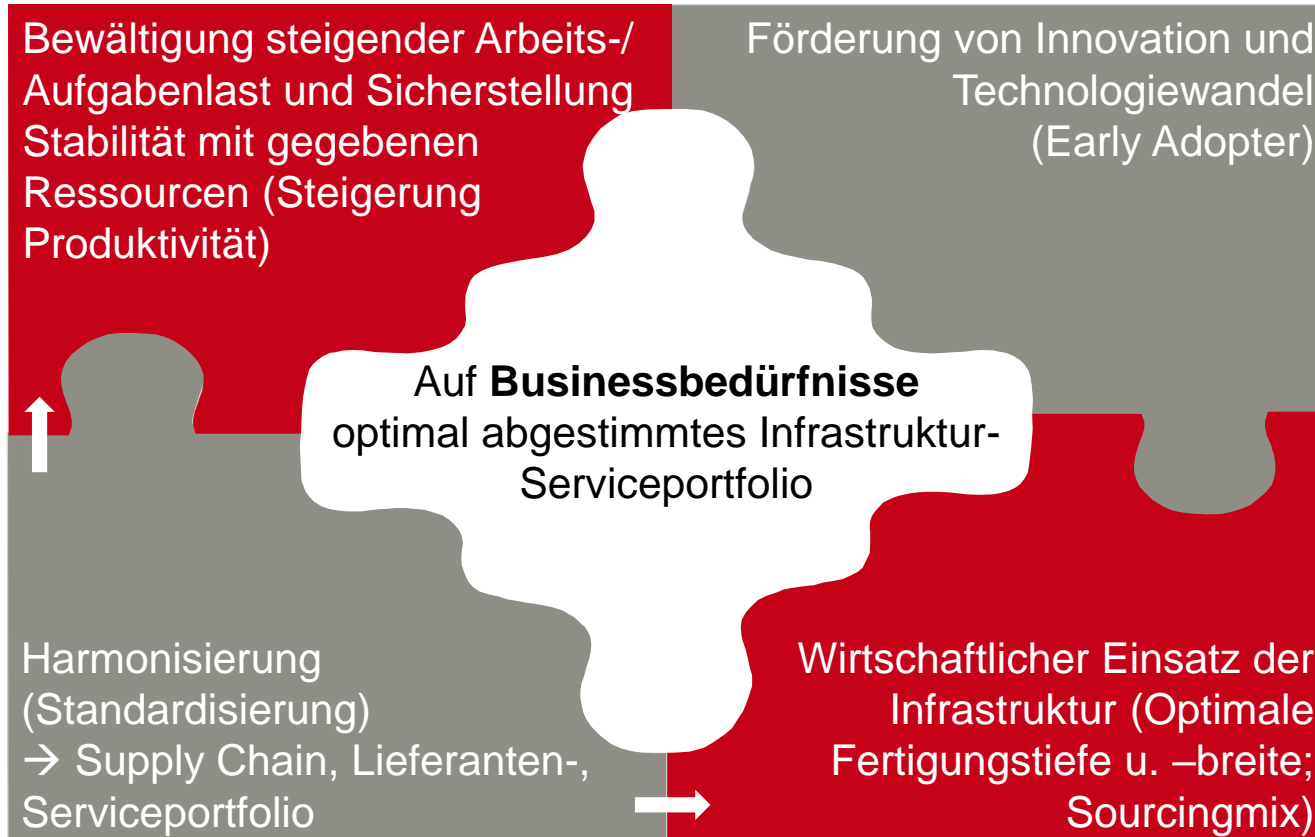 Bewältigung steigender Arbeits-/
Aufgabenlast und Sicherstellung
Stabilität mit gegebenen
Ressourcen (Steigerung
Produktivität)
Förderung von Innovation und
Technologiewandel
(Early Adopter)
Auf Businessbedürfnisse
optimal abgestimmtes Infrastruktur-
Serviceportfolio
Harmonisierung
(Standardisierung)
→ Supply Chain, Lieferanten-,
Serviceportfolio
Wirtschaftlicher Einsatz der
Infrastruktur (Optimale
Fertigungstiefe u. –breite;
Sourcingmix)